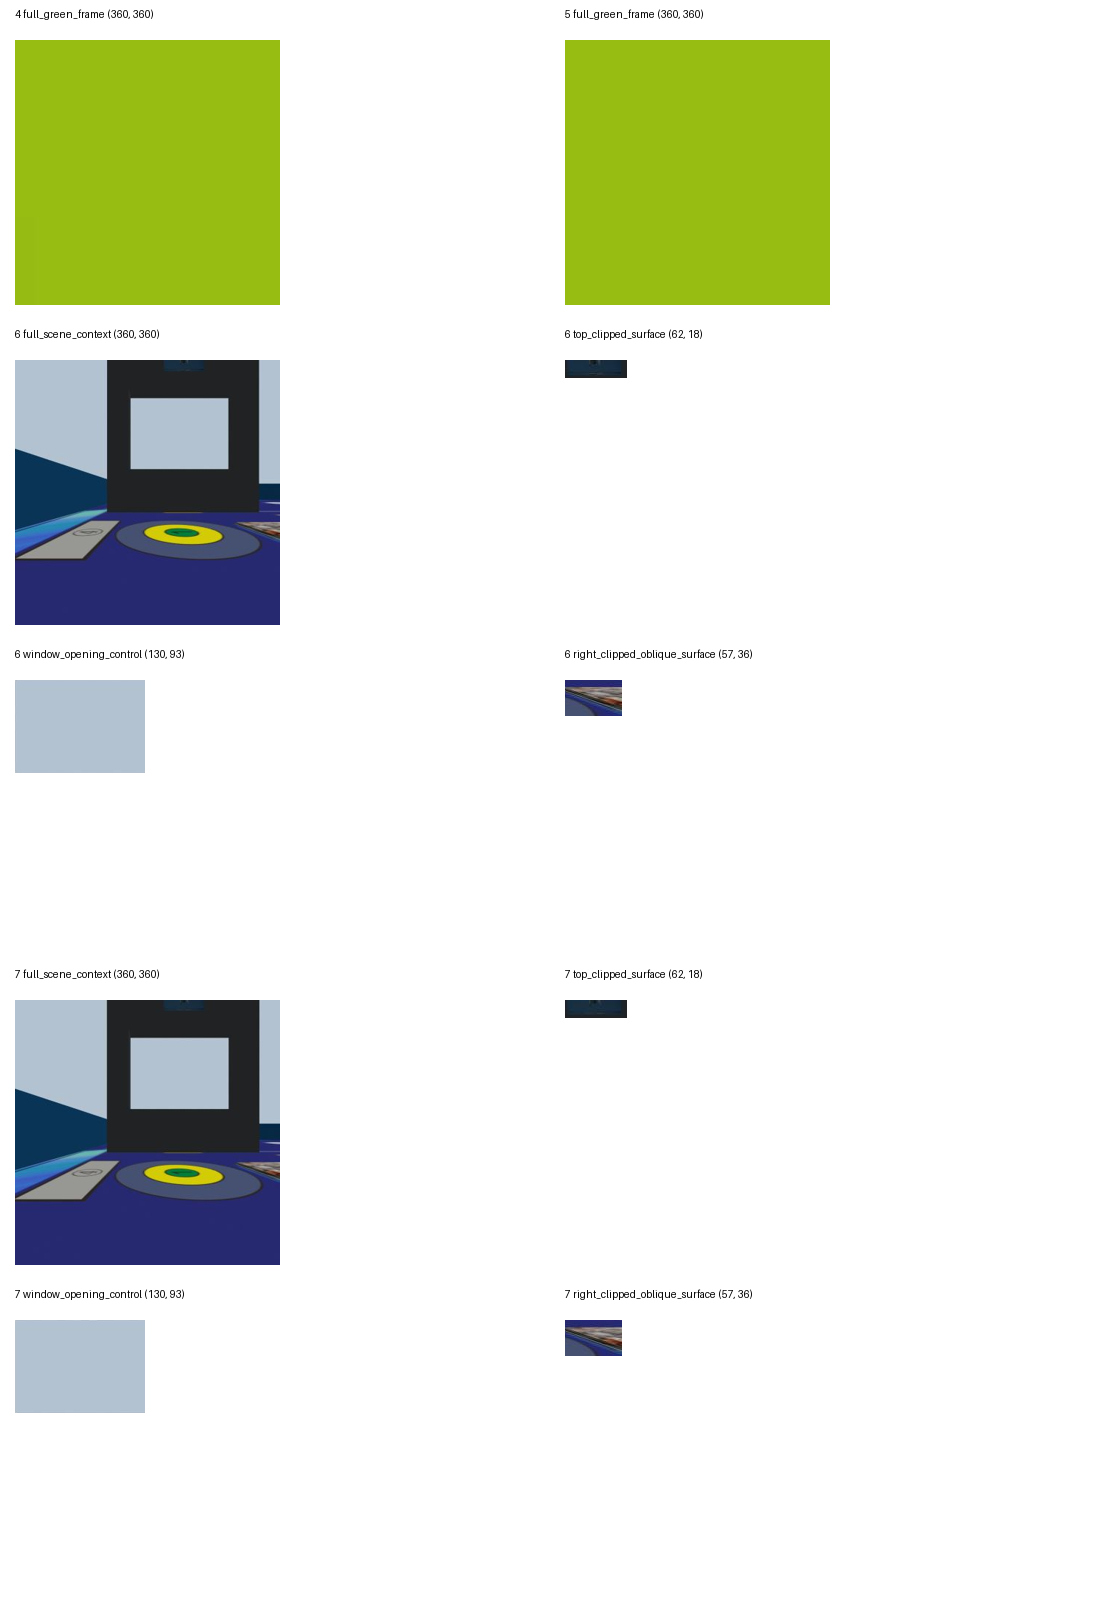 4 full_green_frame (360, 360)
5 full_green_frame (360, 360)
6 full_scene_context (360, 360)
6 top_clipped_surface (62, 18)
6 window_opening_control (130, 93)
6 right_clipped_oblique_surface (57, 36)
7 full_scene_context (360, 360)
7 top_clipped_surface (62, 18)
7 window_opening_control (130, 93)
7 right_clipped_oblique_surface (57, 36)